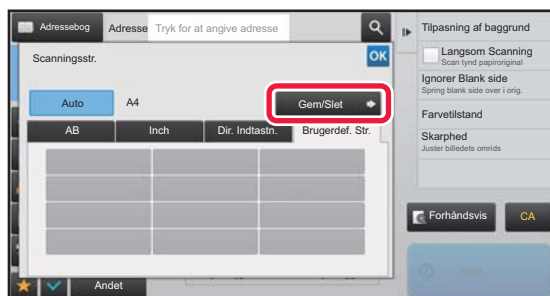 Adressebog
Adresse
Tryk for at angive adresse
Scanningsstr.
OK
Auto
A4
Gem/Slet
AB
Inch
Dir. Indtastn.
Brugerdef. Str.
Andet
Tilpasning af baggrund
Langsom Scanning
Scan tynd papiroriginal
Ignorer Blank side
Spring blank side over i orig.
Farvetilstand
Skarphed
Juster billedets omrids
Forhåndsvis
CA
Start